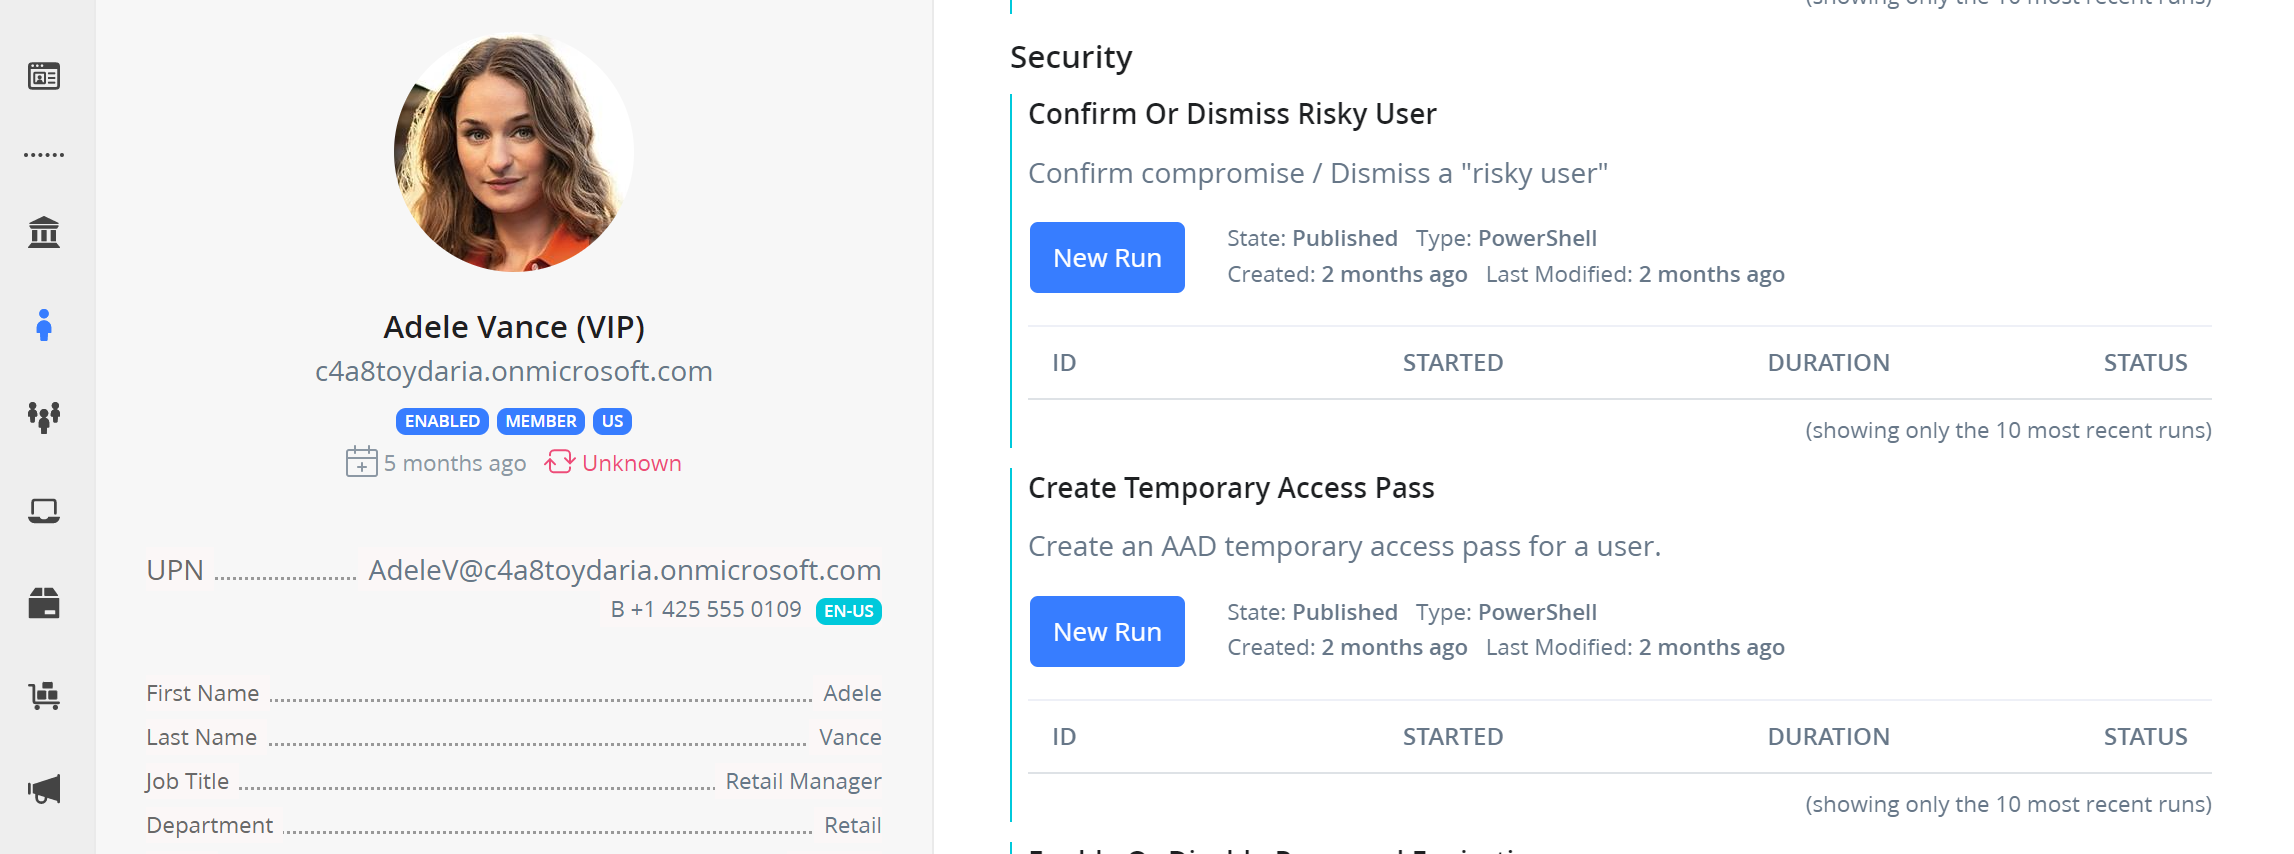 Adele Vance (VIP)
c4a8toydaria.onmicrosoft.com
ENABLED MEMBER US
5 months ago Unknown
UPN AdeleV@c4a8toydaria.onmicrosoft.com
B +1 425 555 0109 EN-US
First Name Adele
Last Name Vance
Job Title Retail Manager
Department Retail
(showing only the 10 most recent runs)
Security
Confirm Or Dismiss Risky User
Confirm compromise / Dismiss a "risky user"
New Run
State: Published Type: PowerShell
Created: 2 months ago Last Modified: 2 months ago
ID STARTED DURATION STATUS
(showing only the 10 most recent runs)
Create Temporary Access Pass
Create an AAD temporary access pass for a user.
New Run
State: Published Type: PowerShell
Created: 2 months ago Last Modified: 2 months ago
ID STARTED DURATION STATUS
(showing only the 10 most recent runs)